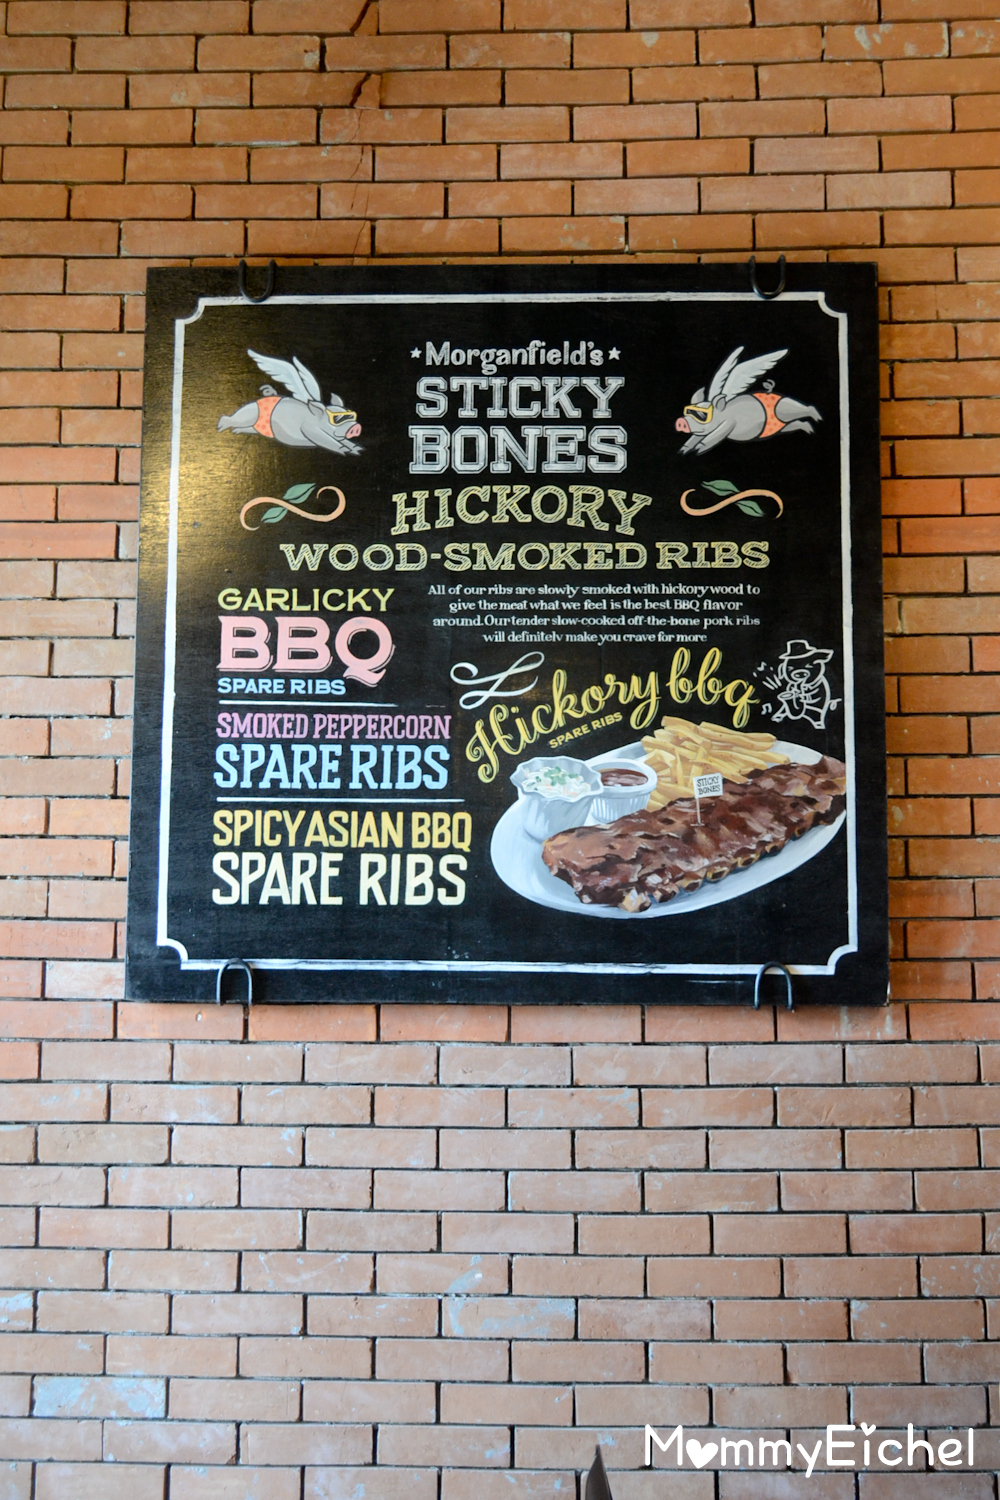 Morganfield's
STICKY
BONES
HICKORY
WOOD-SMOKED RIBS
GARLICKY
BBQ
SPARE RIBS
SMOKED PEPPERCORN
SPARE RIBS
SPICY ASIAN BBQ
SPARE RIBS
All of our ribs are slowly smoked with hickory wood to
give the meat what we feel is the best BBQ flavor
around. Our tender slow-cooked off-the-bone pork ribs
will definitely make you crave for more
Hickory bbq
SPARE RIBS
STICKY
BONES
MommyEichel